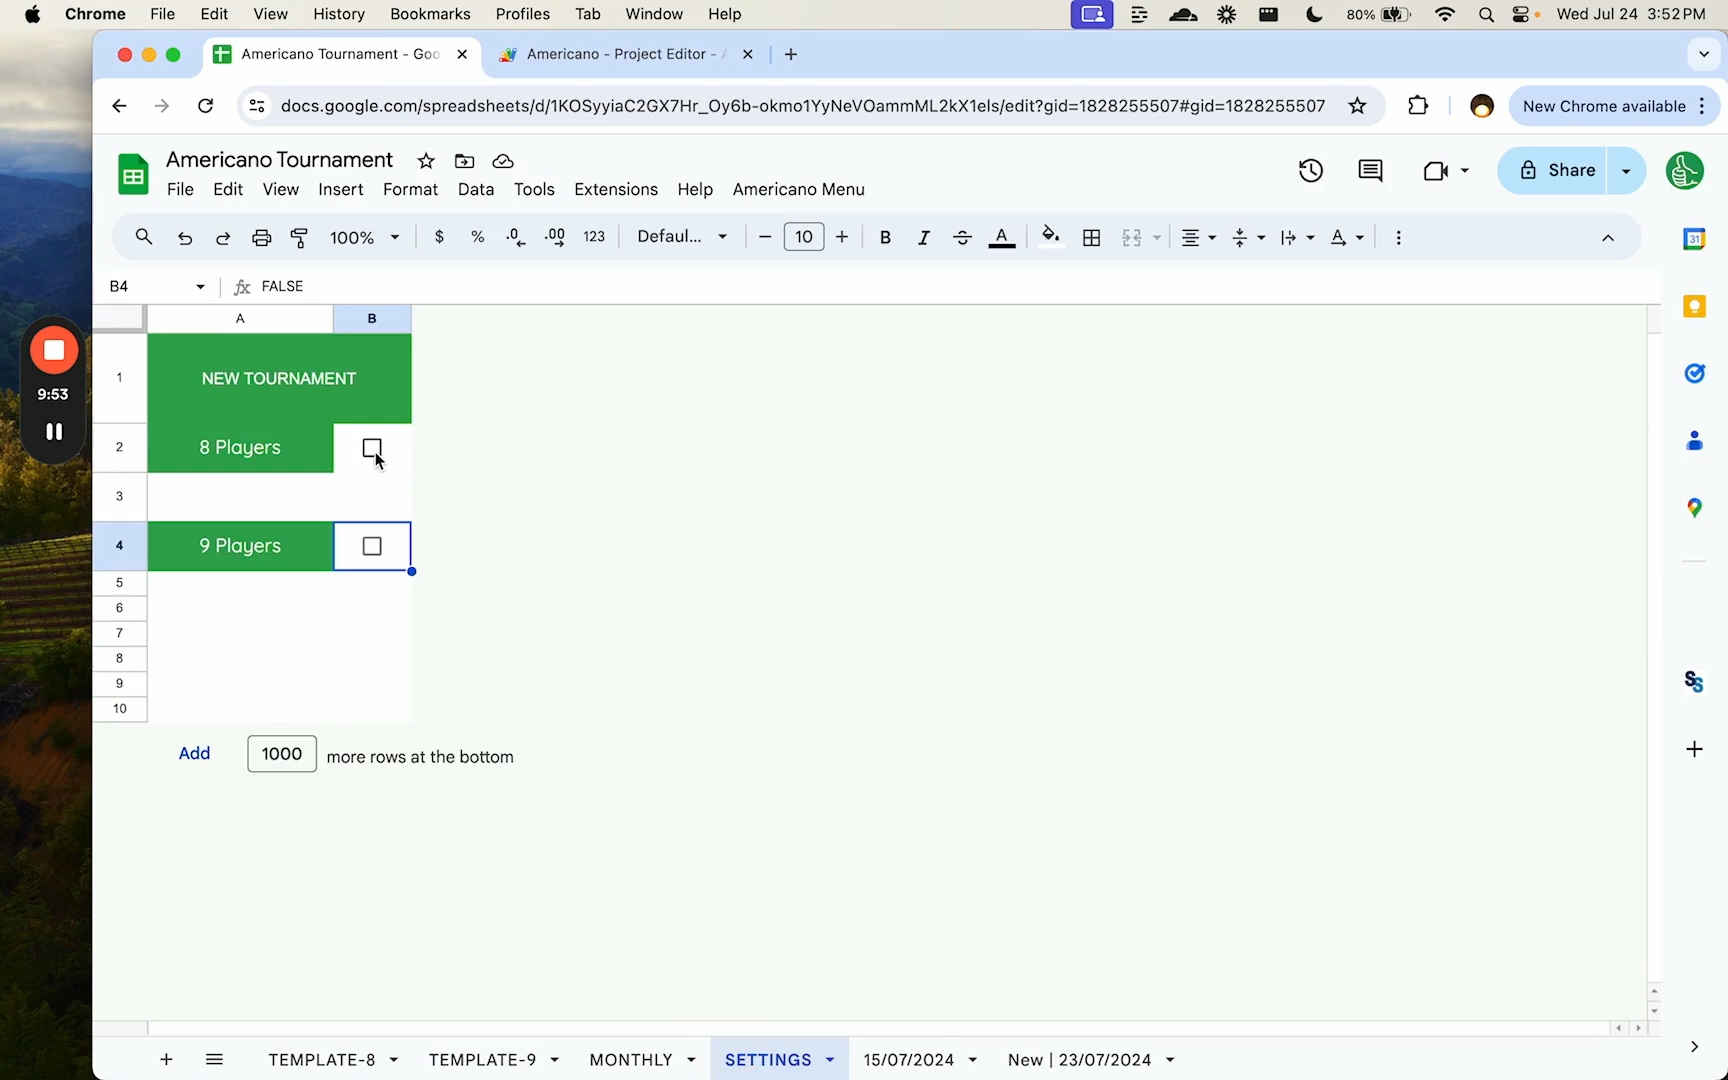 Chrome File Edit View History Bookmarks Profiles Tab Window Help 80% Wed Jul 24 3:52 PM
Americano Tournament - Goo Americano - Project Editor - A
docs.google.com/spreadsheets/d/1KOSyyiaC2GX7Hr_Oy6b-okmo1YyNeVOammML2kX1els/edit?gid=1828255507#gid=1828255507 New Chrome available
Americano Tournament
File Edit View Insert Format Data Tools Extensions Help Americano Menu
Share
100% $ % .0 .00 123 Defaul... 10 B I A
B4 fx FALSE
A B
1 NEW TOURNAMENT
2 8 Players
3
4 9 Players
5
6
7
8
9
10
9:53
31
Add 1000 more rows at the bottom
TEMPLATE-8 TEMPLATE-9 MONTHLY SETTINGS 15/07/2024 New | 23/07/2024